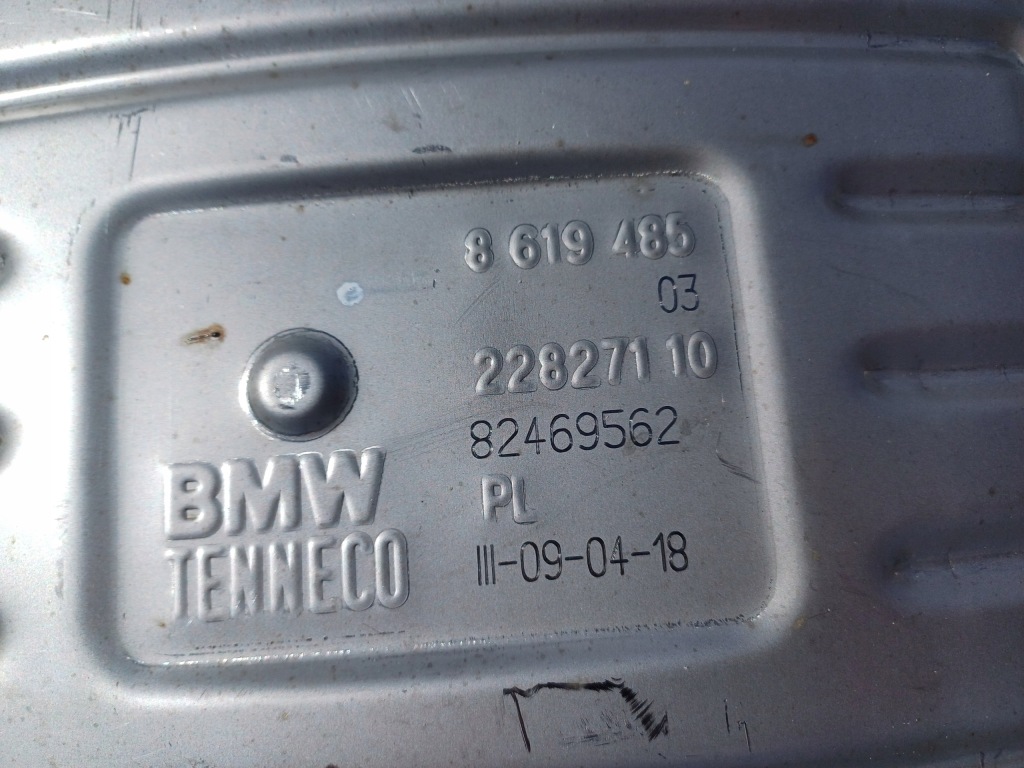 8 619 485
03
228271 10
82469562
BMW
PL
TENNECO
III-09-04-18